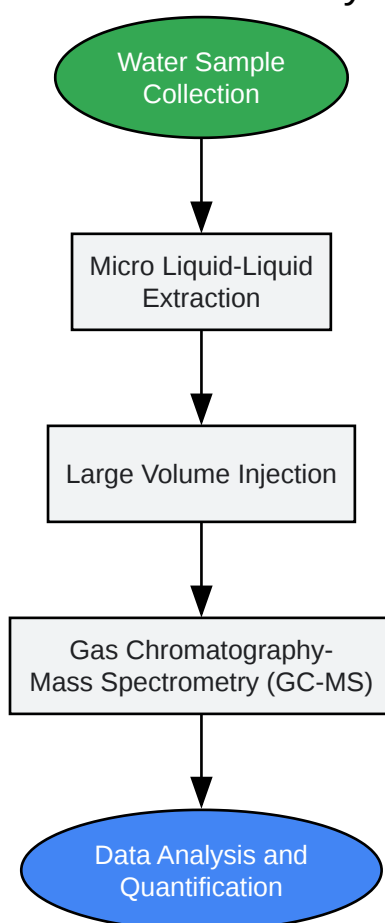 Water Sample
Collection
Micro Liquid-Liquid
Extraction
Large Volume Injection
Gas Chromatography-
Mass Spectrometry (GC-MS)
Data Analysis and
Quantification